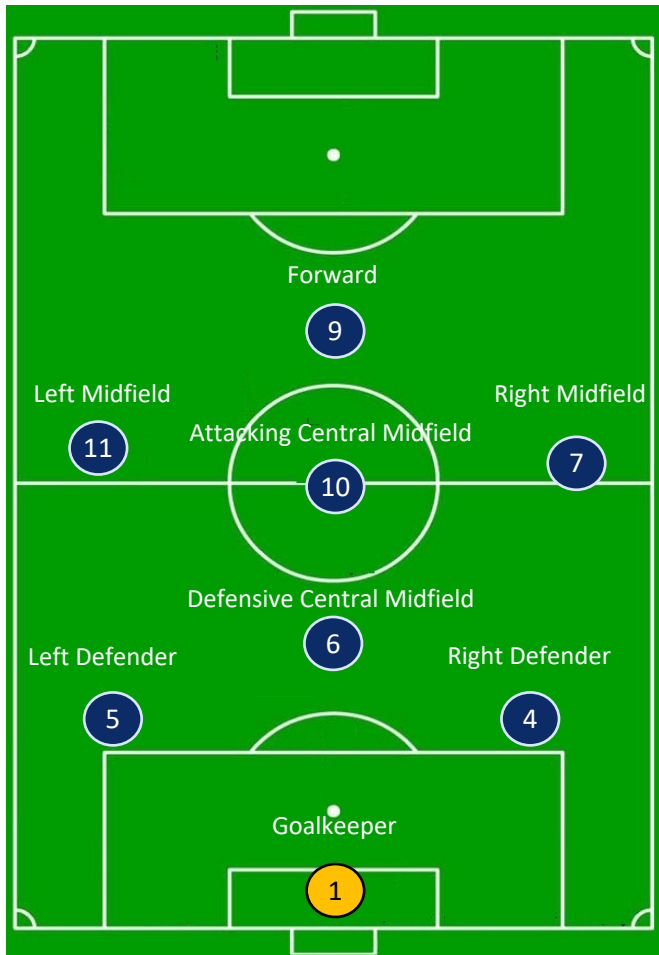 Forward
9
Left Midfield
Right Midfield
Attacking Central Midfield
11
7
10
Defensive Central Midfield
6
Left Defender
Right Defender
5
4
Goalkeeper
1